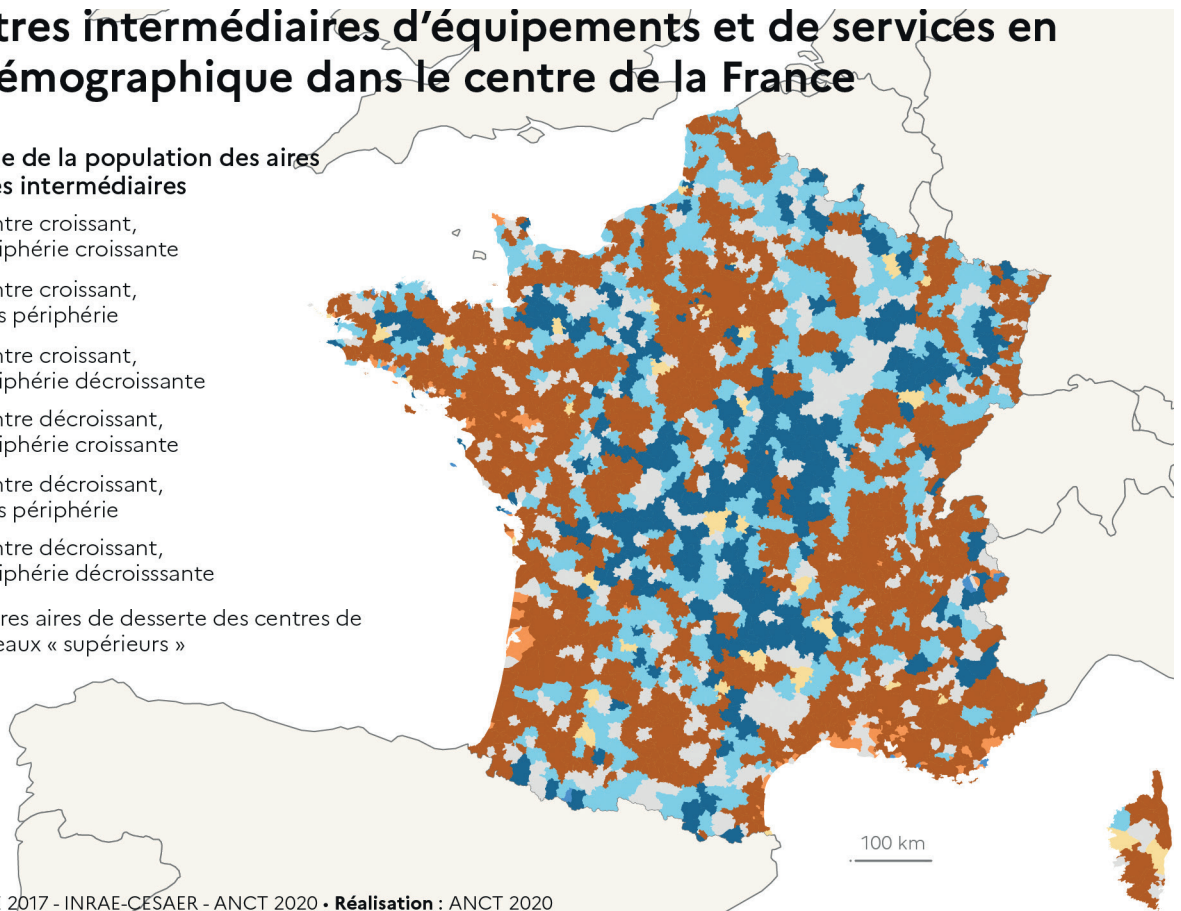 tres intermédiaires d’équipements et de services en
émographique dans le centre de la France
e de la population des aires
es intermédiaires
ntre croissant,
iphérie croissante
ntre croissant,
s périphérie
ntre croissant,
iphérie décroissante
ntre décroissant,
iphérie croissante
ntre décroissant,
s périphérie
ntre décroissant,
iphérie décroisssante
res aires de desserte des centres de
eaux « supérieurs »
100 km
2017 - INRAE-CESAER - ANCT 2020 • Réalisation : ANCT 2020